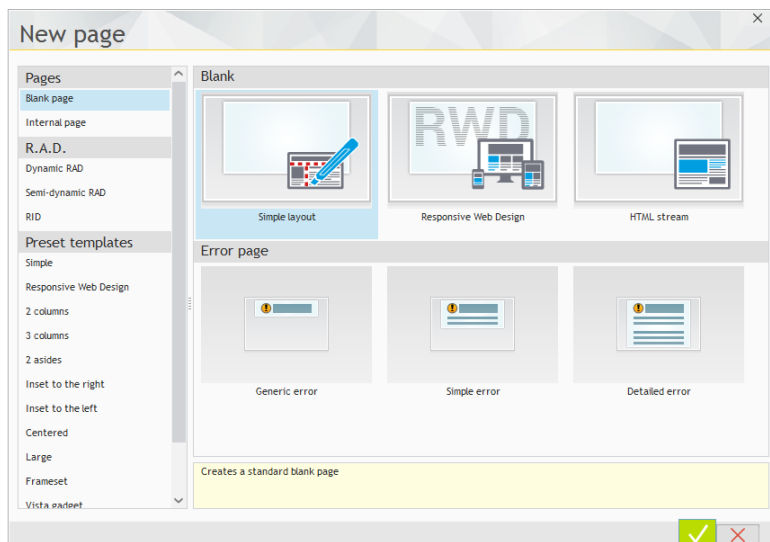 New page
Pages
Blank page
Internal page
R.A.D.
Dynamic RAD
Semi-dynamic RAD
RID
Preset templates
Simple
Responsive Web Design
2 columns
3 columns
2 asides
Inset to the right
Inset to the left
Centered
Large
Frameset
Vista gadget
Blank
RWD
Simple layout
Responsive Web Design
HTML stream
Error page
Generic error
Simple error
Detailed error
Creates a standard blank page